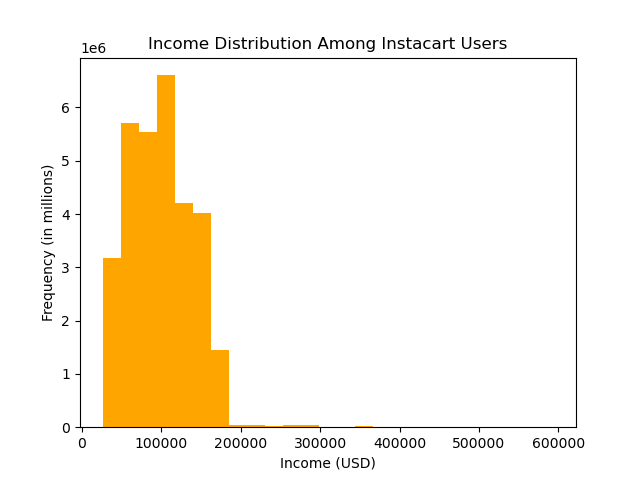 Income Distribution Among Instacart Users
1e6
Frequency (in millions)
6
5
4
3
2
1
0
0 100000 200000 300000 400000 500000 600000
Income (USD)